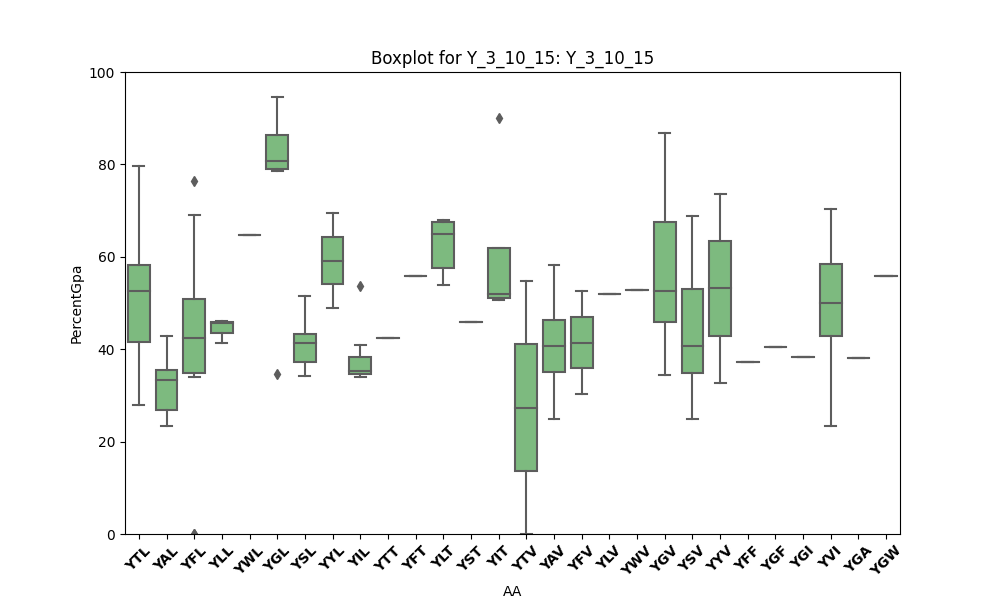 Boxplot for Y_3_10_15: Y_3_10_15
100
80
60
40
20
0
PercentGpa
YTL YAL YFL YLL YWL YGL YSL YYL YIL YTT YFT YLT YST YIT YTV YAV YFV YLV YWV YGV YSV YYV YFF YGF YGI YVI YGA YGW
AA